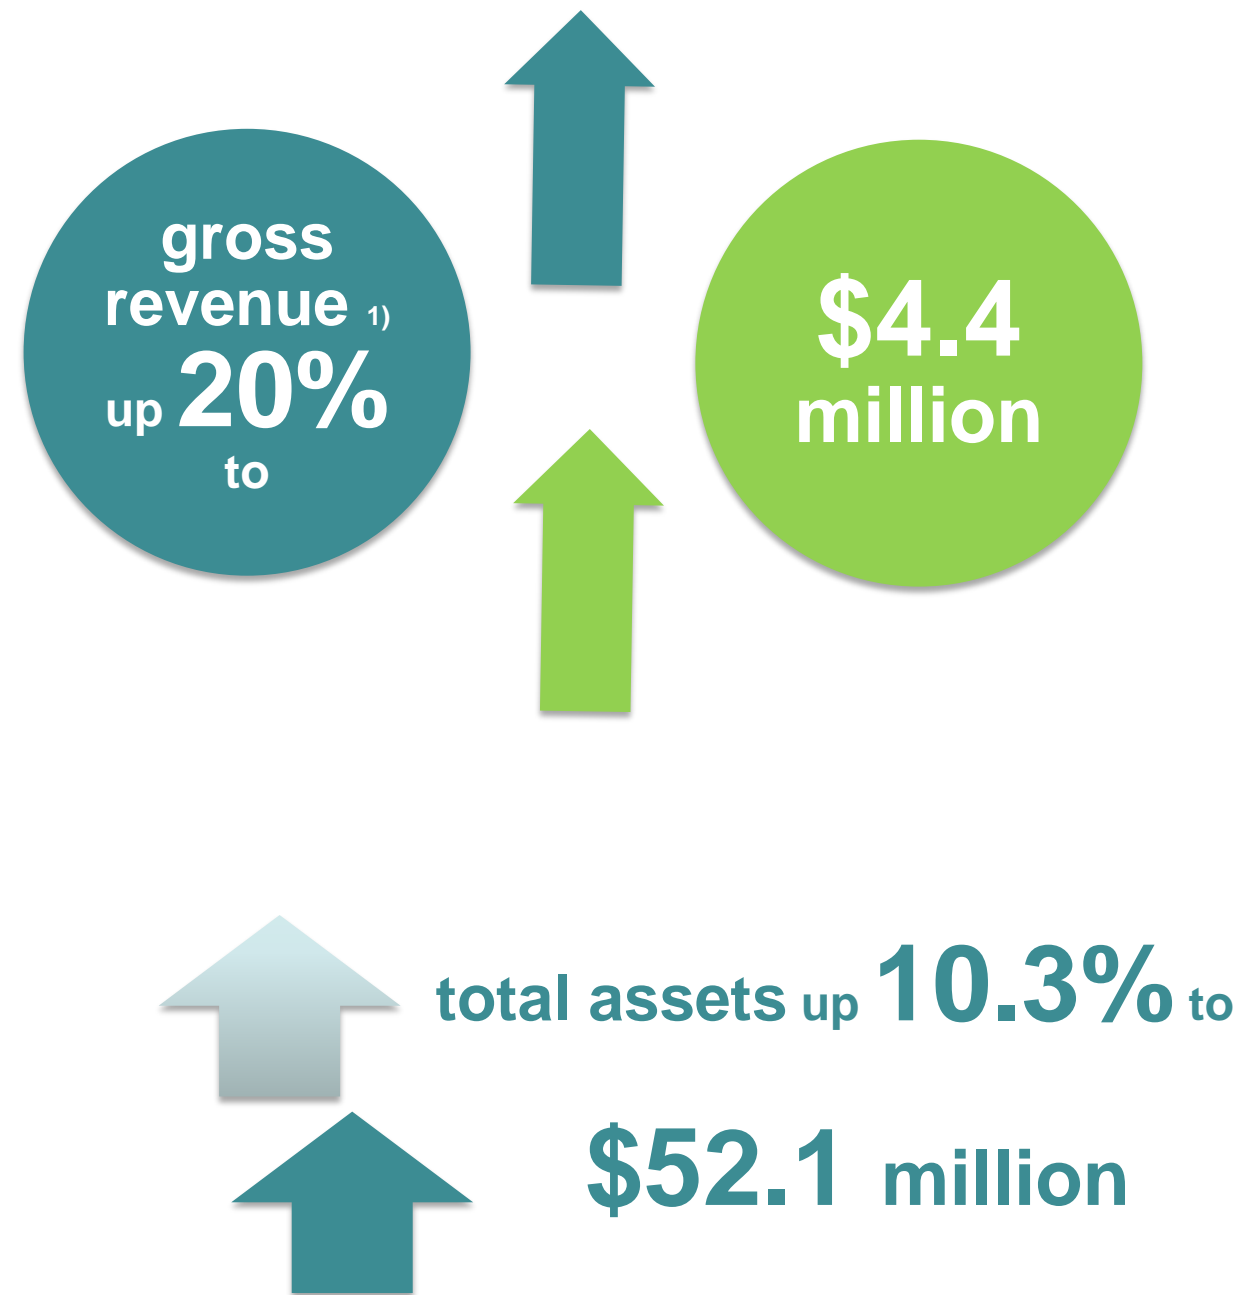 gross
revenue 1)
up 20%
to
$4.4
million
total assets up 10.3% to
$52.1 million